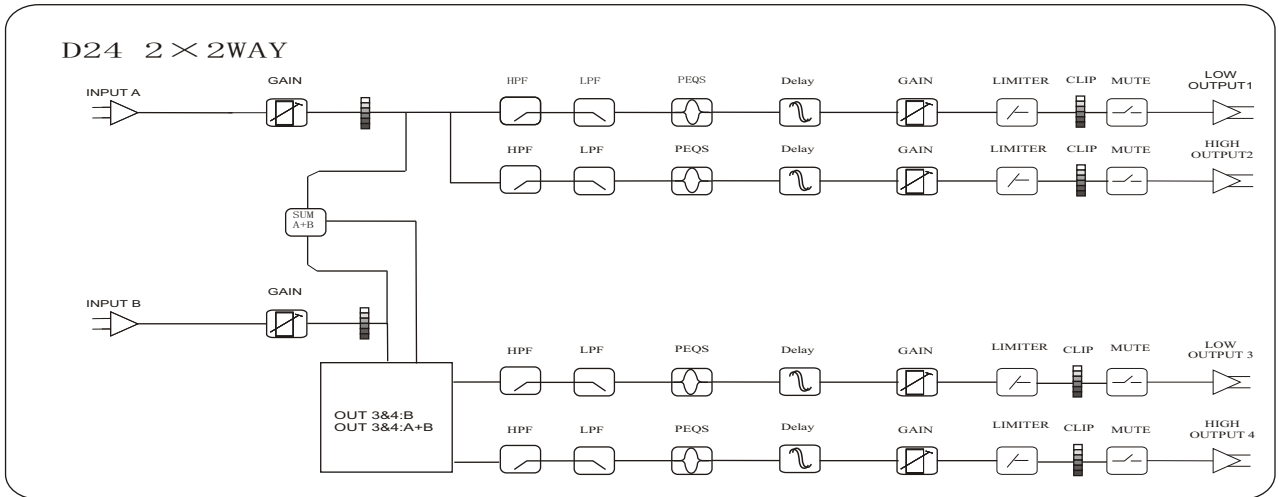 D24 2×2WAY
INPUT A
GAIN
HPF
LPF
PEQS
Delay
GAIN
LIMITER
CLIP
MUTE
LOW
OUTPUT1
HPF
LPF
PEQS
Delay
GAIN
LIMITER
CLIP
MUTE
HIGH
OUTPUT2
SUM
A+B
INPUT B
GAIN
OUT 3&4:B
OUT 3&4:A+B
HPF
LPF
PEQS
Delay
GAIN
LIMITER
CLIP
MUTE
LOW
OUTPUT 3
HPF
LPF
PEQS
Delay
GAIN
LIMITER
CLIP
MUTE
HIGH
OUTPUT 4